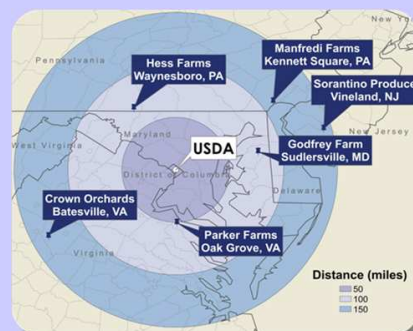 New York
Pennsylvania
Hess Farms
Waynesboro, PA
Manfredi Farms
Kennett Square, PA
Sorantino Produce
Vineland, NJ
Maryland
West Virginia
USDA
New Jersey
Godfrey Farm
Sudlersville, MD
District of Columbia
Delaware
Crown Orchards
Batesville, VA
Parker Farms
Oak Grove, VA
Virginia
Distance (miles)
50
100
150